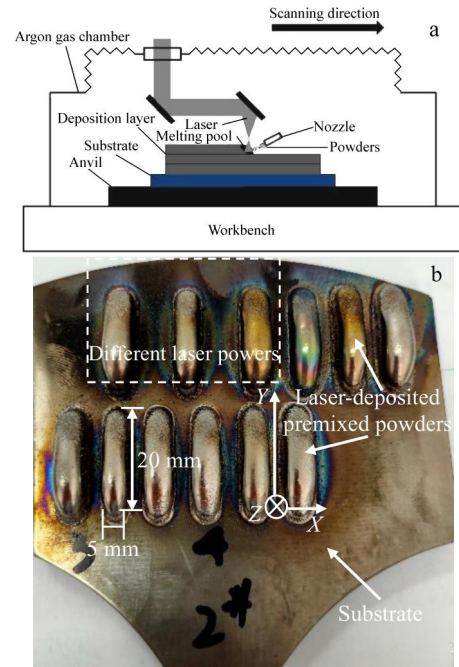 Scanning direction
a
Argon gas chamber
Laser
Nozzle
Deposition layer
Melting pool
Powders
Substrate
Anvil
Workbench
b
Different laser powers
Y
Laser-deposited
premixed powders
20 mm
Z
X
5 mm
Substrate
2#